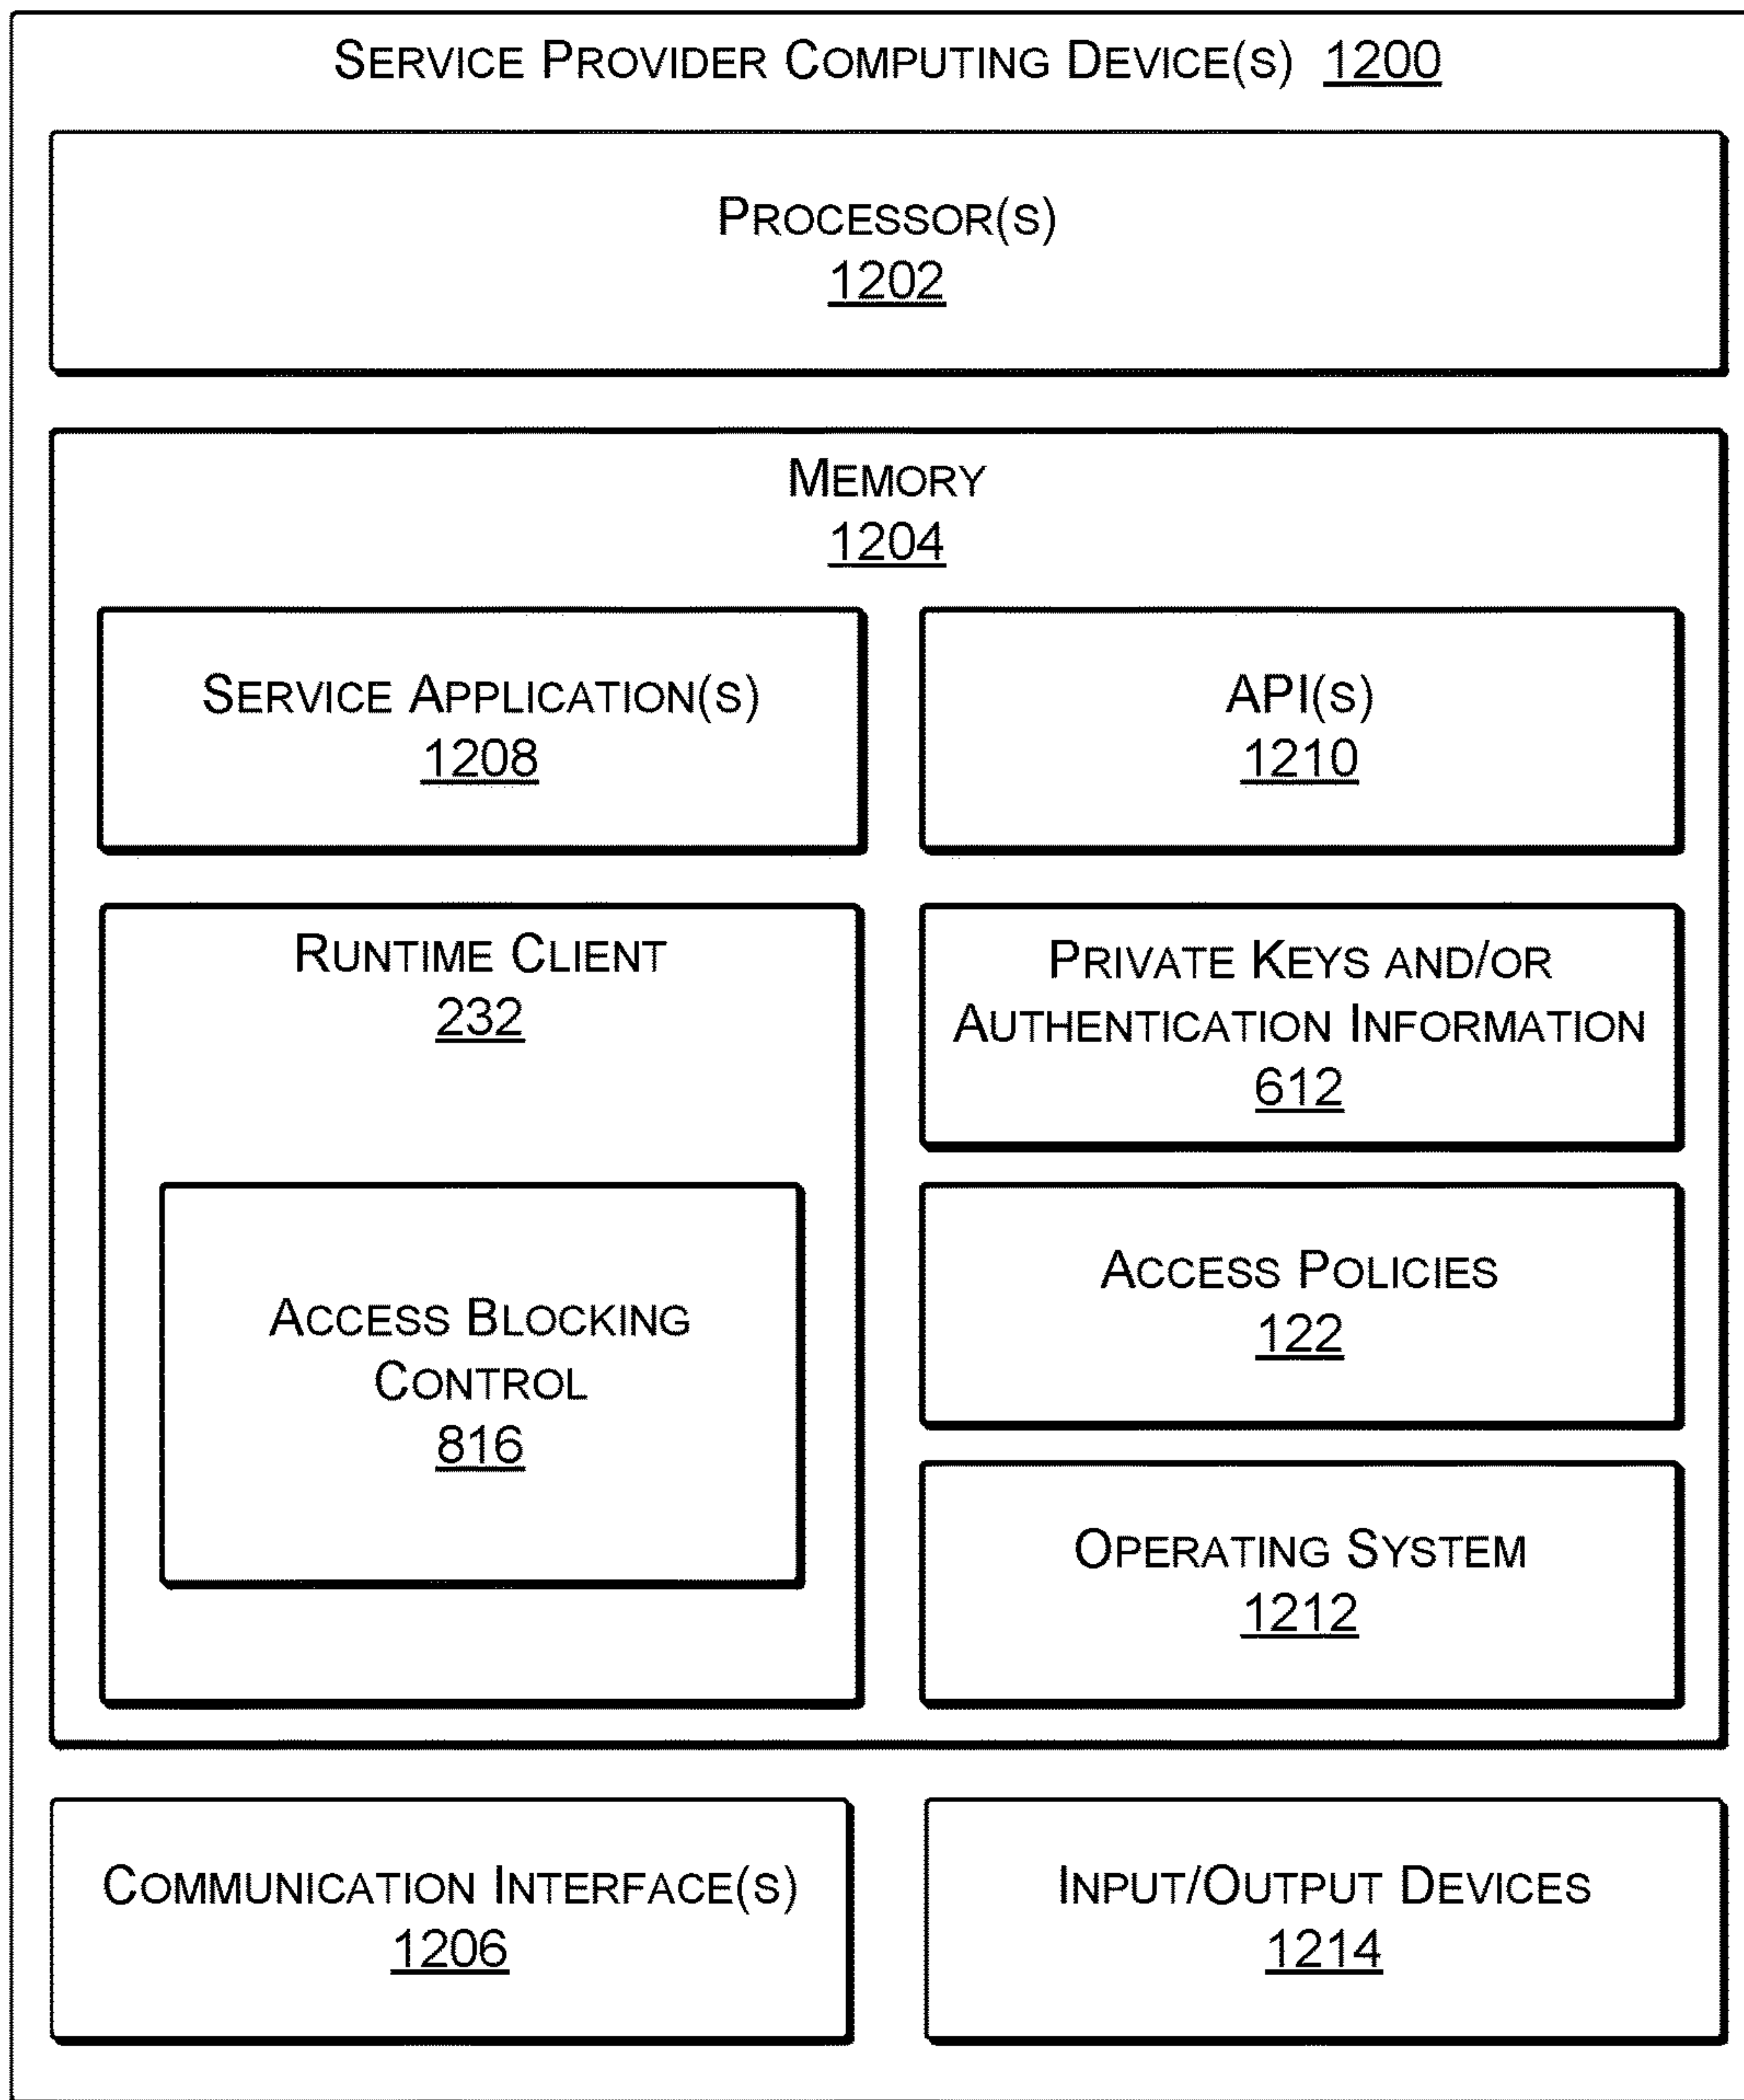 SERVICE PROVIDER COMPUTING DEVICE(S) 1200
PROCESSOR(S)
1202
MEMORY
1204
SERVICE APPLICATION(S)
1208
API(S)
1210
RUNTIME CLIENT
232
ACCESS BLOCKING
CONTROL
816
PRIVATE KEYS AND/OR
AUTHENTICATION INFORMATION
612
ACCESS POLICIES
122
OPERATING SYSTEM
1212
COMMUNICATION INTERFACE(S)
1206
INPUT/OUTPUT DEVICES
1214